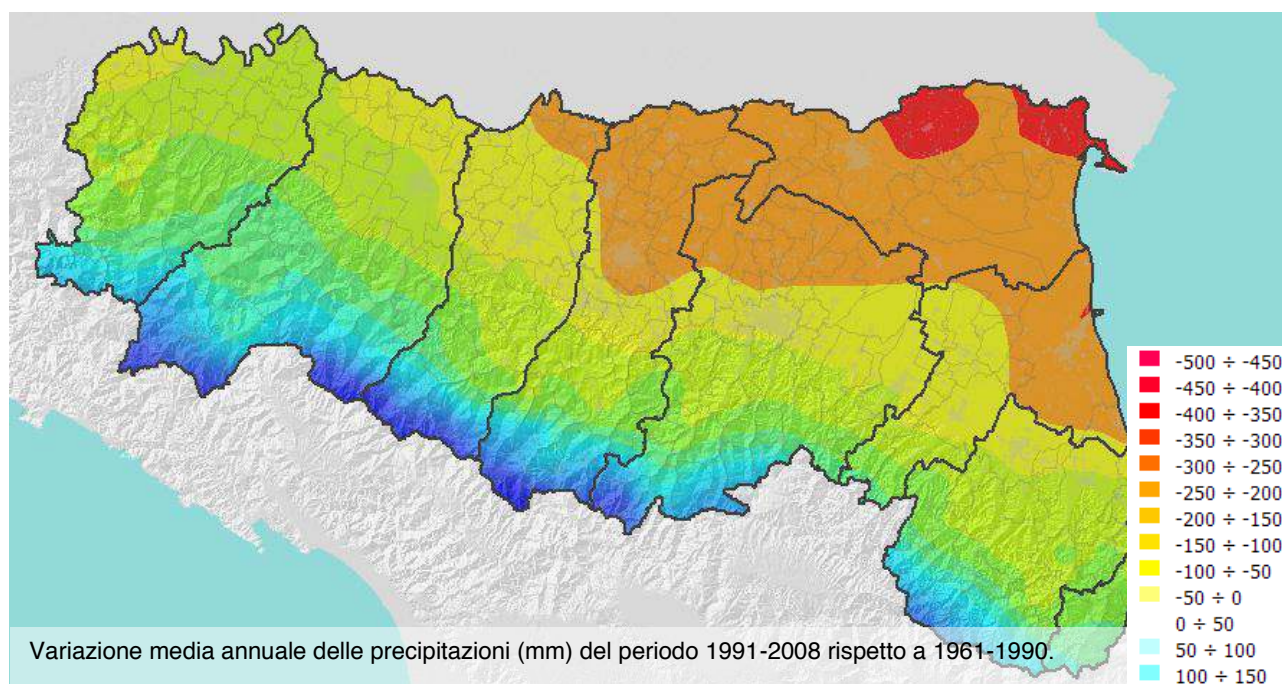 -500 ÷ -450
-450 ÷ -400
-400 ÷ -350
-350 ÷ -300
-300 ÷ -250
-250 ÷ -200
-200 ÷ -150
-150 ÷ -100
-100 ÷ -50
-50 ÷ 0
0 ÷ 50
50 ÷ 100
100 ÷ 150
Variazione media annuale delle precipitazioni (mm) del periodo 1991-2008 rispetto a 1961-1990.